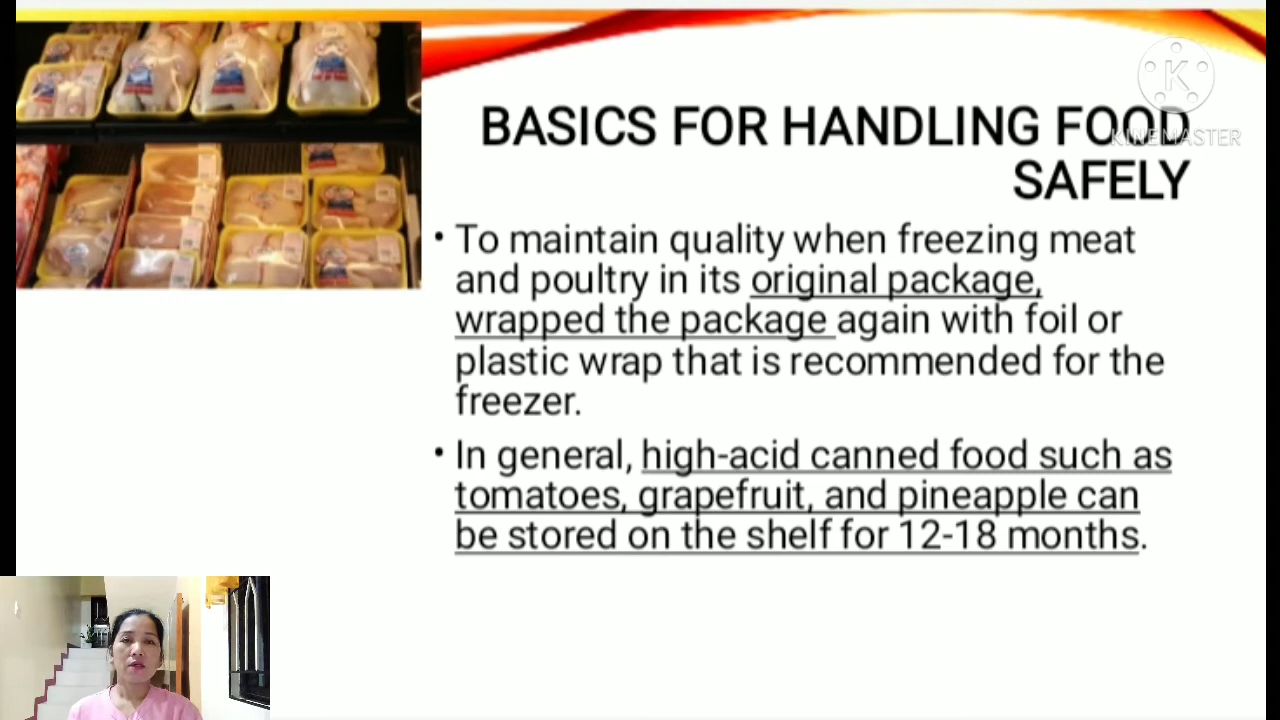 BASICS FOR HANDLING FOOD
SAFELY
K
KINEMASTER
• To maintain quality when freezing meat
and poultry in its original package,
wrapped the package again with foil or
plastic wrap that is recommended for the
freezer.
• In general, high-acid canned food such as
tomatoes, grapefruit, and pineapple can
be stored on the shelf for 12-18 months.